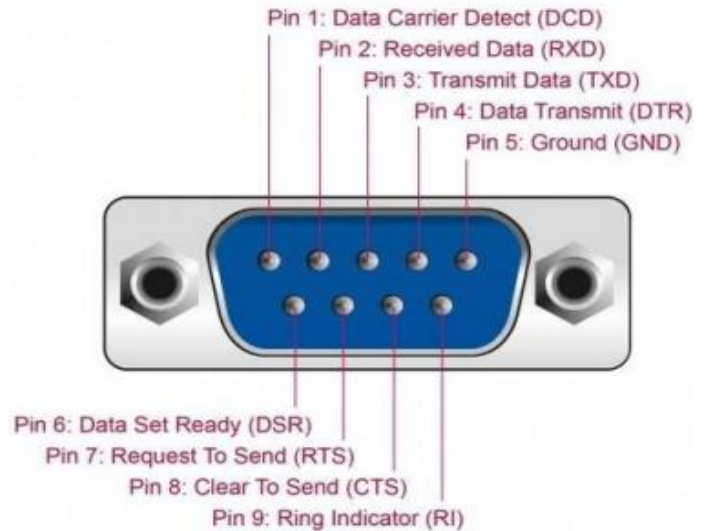 Pin 1: Data Carrier Detect (DCD)
Pin 2: Received Data (RXD)
Pin 3: Transmit Data (TXD)
Pin 4: Data Transmit (DTR)
Pin 5: Ground (GND)
Pin 6: Data Set Ready (DSR)
Pin 7: Request To Send (RTS)
Pin 8: Clear To Send (CTS)
Pin 9: Ring Indicator (RI)